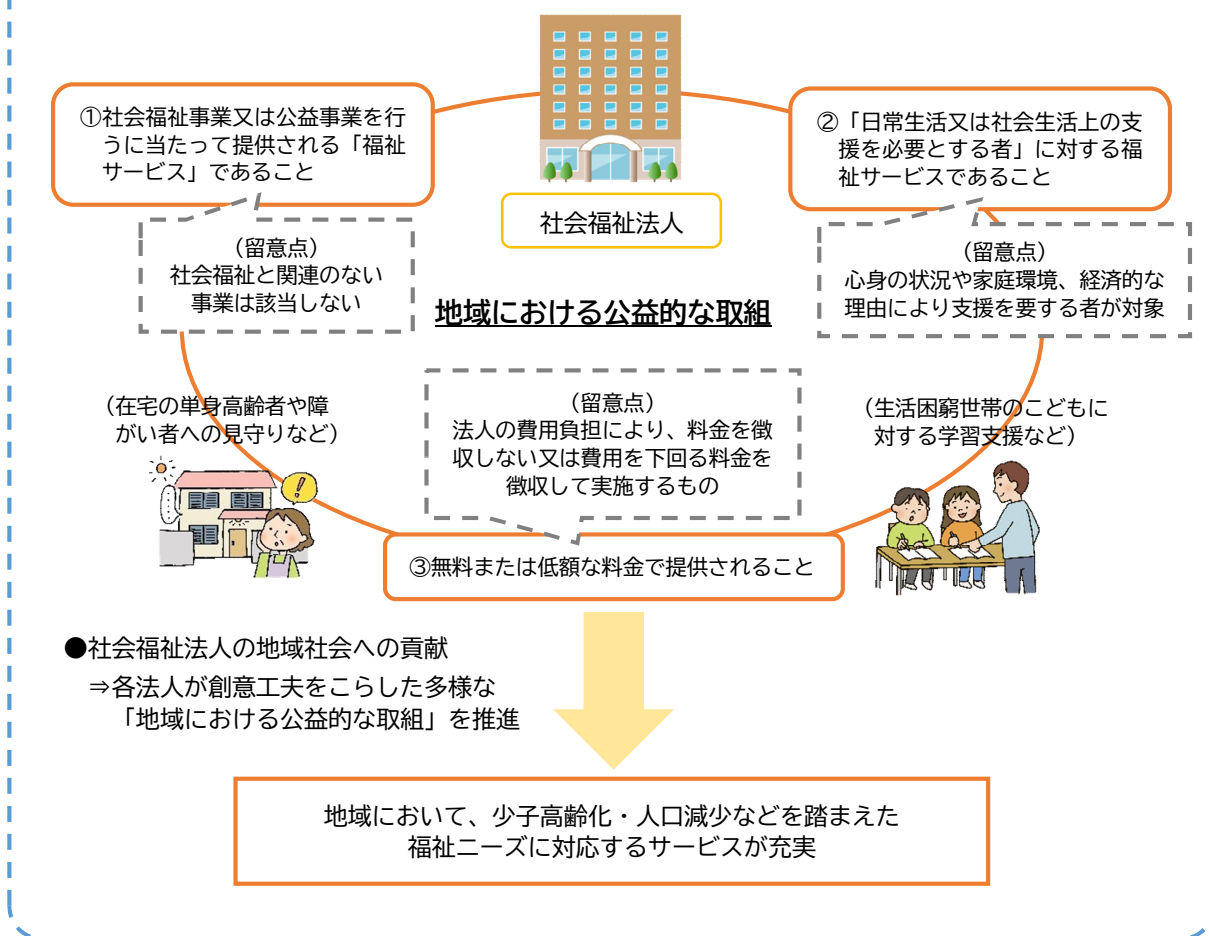 ①社会福祉事業又は公益事業を行
うに当たって提供される「福祉
サービス」であること
②「日常生活又は社会生活上の支
援を必要とする者」に対する福
祉サービスであること
社会福祉法人
（留意点）
社会福祉と関連のない
事業は該当しない
（留意点）
心身の状況や家庭環境、経済的な
理由により支援を要する者が対象
地域における公益的な取組
（在宅の単身高齢者や障
がい者への見守りなど）
（留意点）
法人の費用負担により、料金を徴
収しない又は費用を下回る料金を
徴収して実施するもの
（生活困窮世帯のこどもに
対する学習支援など）
③無料または低額な料金で提供されること
●社会福祉法人の地域社会への貢献
⇒各法人が創意工夫をこらした多様な
「地域における公益的な取組」を推進
地域において、少子高齢化・人口減少などを踏まえた
福祉ニーズに対応するサービスが充実